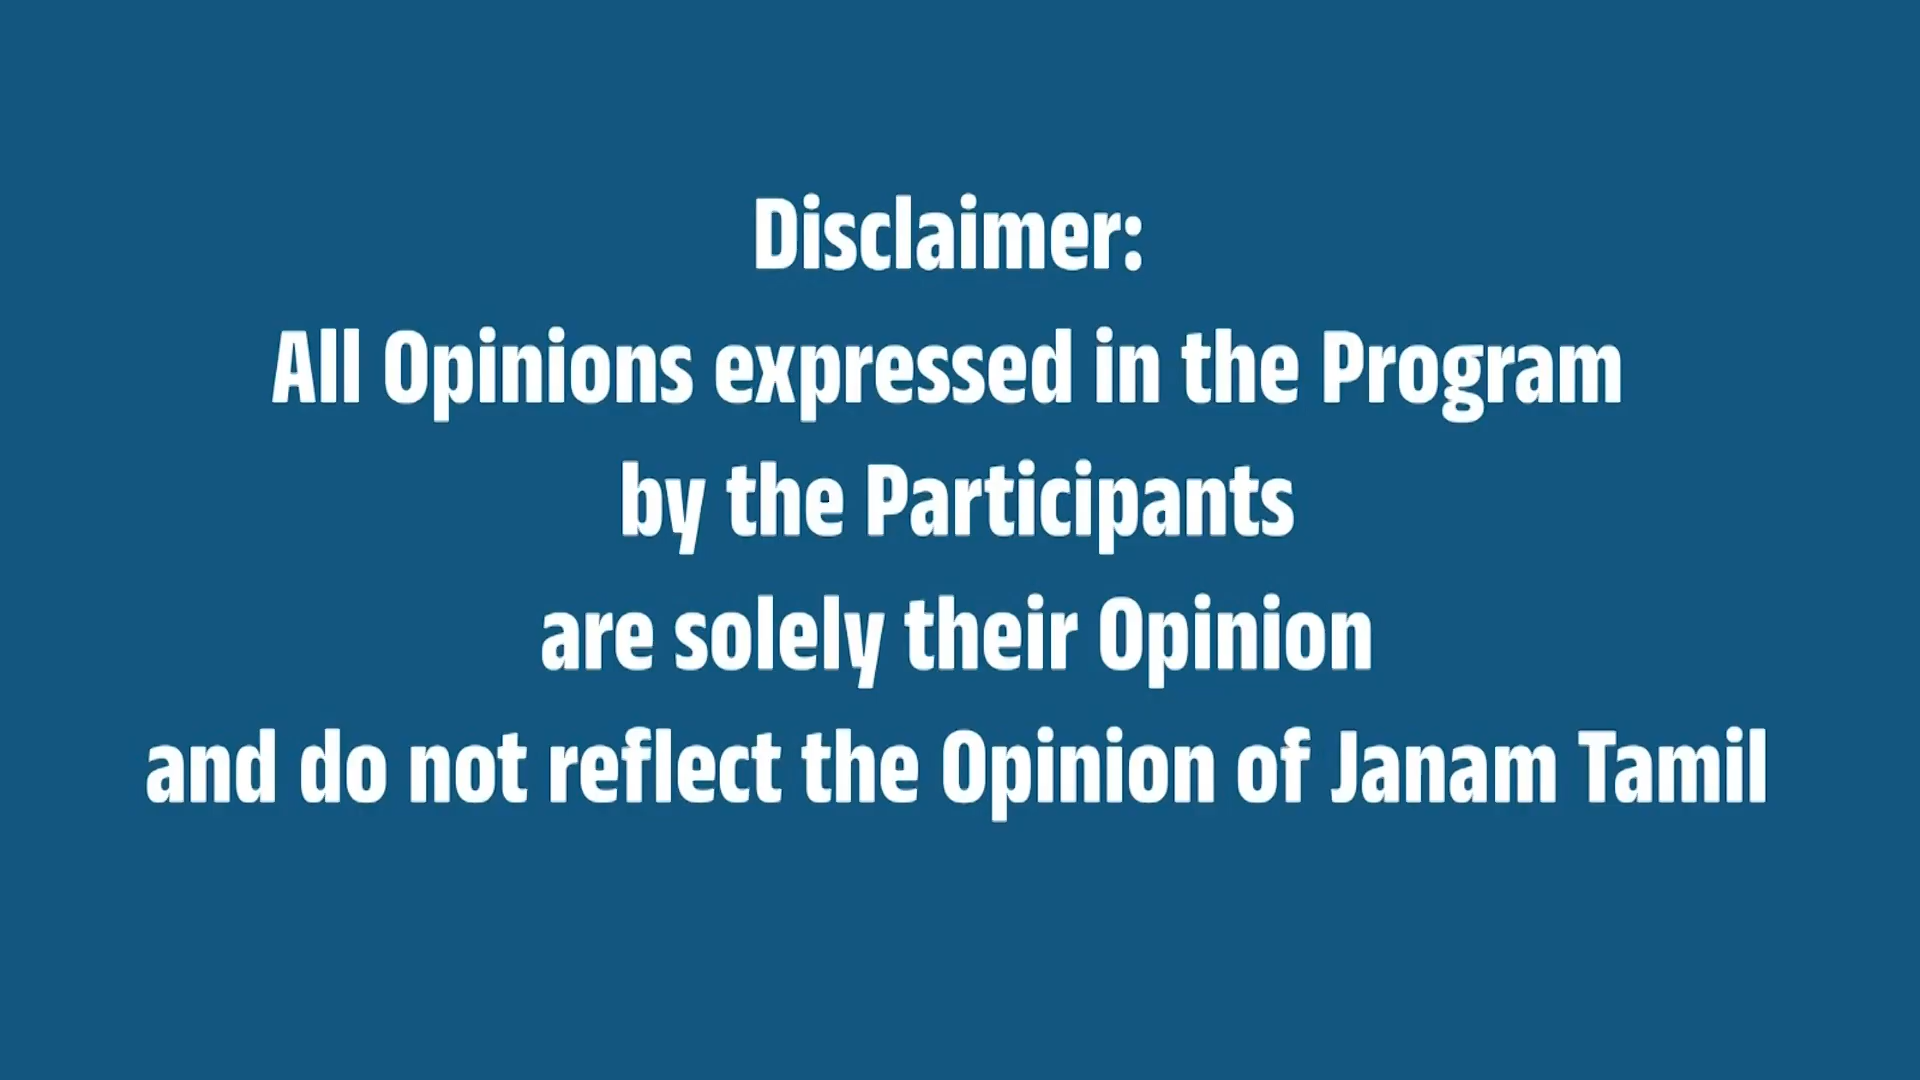 Disclaimer:
All Opinions expressed in the Program
by the Participants
are solely their Opinion
and do not reflect the Opinion of Janam Tamil